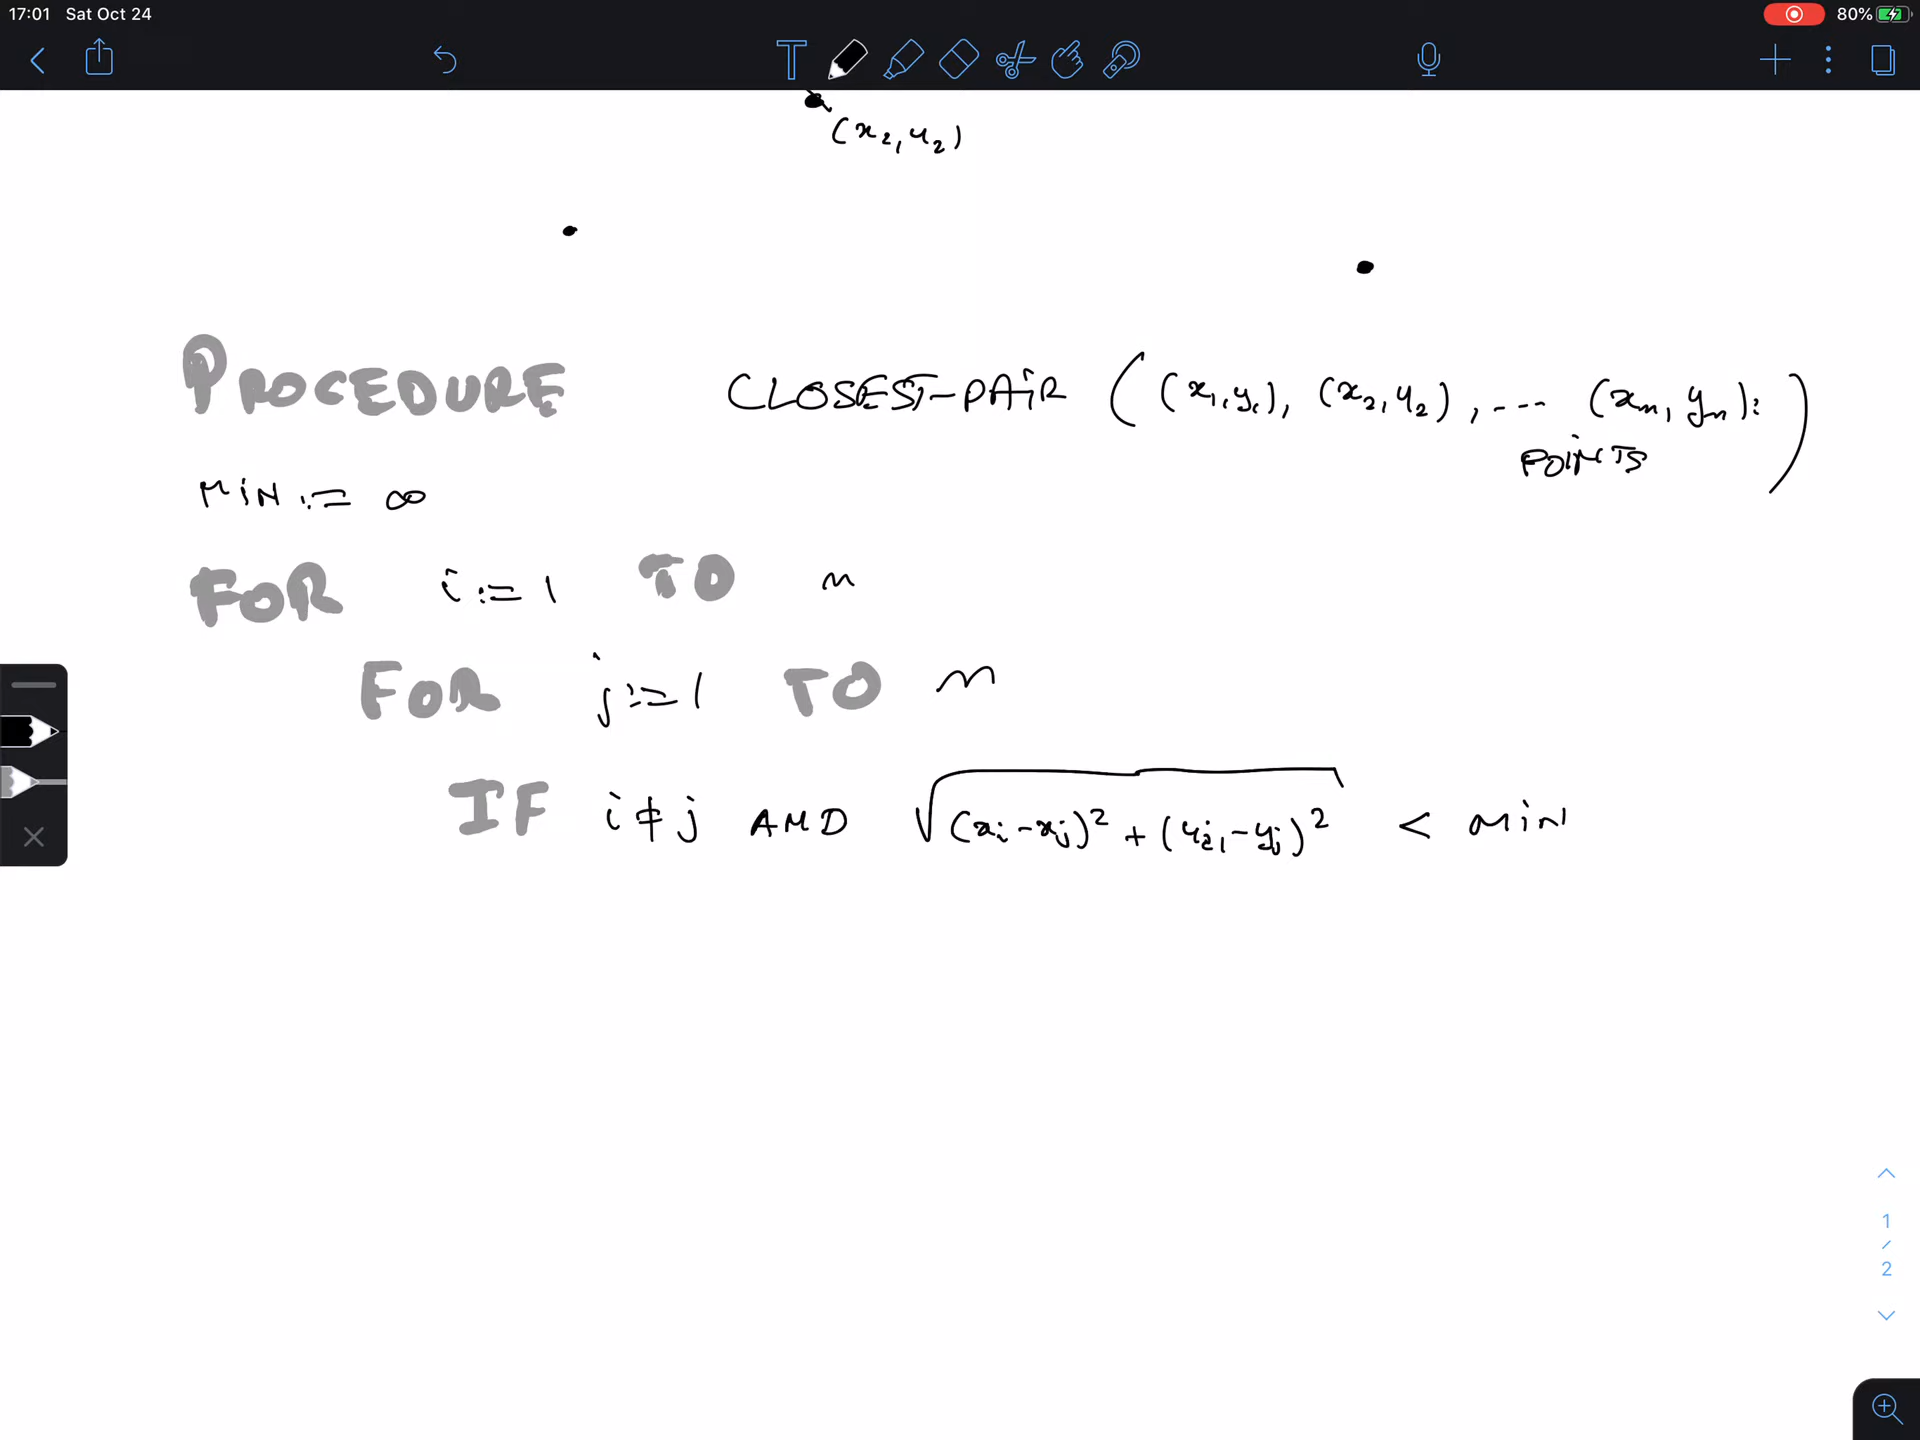 17:01 Sat Oct 24 80%
(x₂, y₂)
PROCEDURE CLOSEST-PAIR ((x₁, y₁), (x₂, y₂), ---- (xₙ, yₙ):
POINTS)
MIN := ∞
FOR i := 1 TO n
FOR j := 1 TO n
IF i ≠ j AND √((xᵢ - xⱼ)² + (yᵢ - yⱼ)²) < MIN
1
/
2